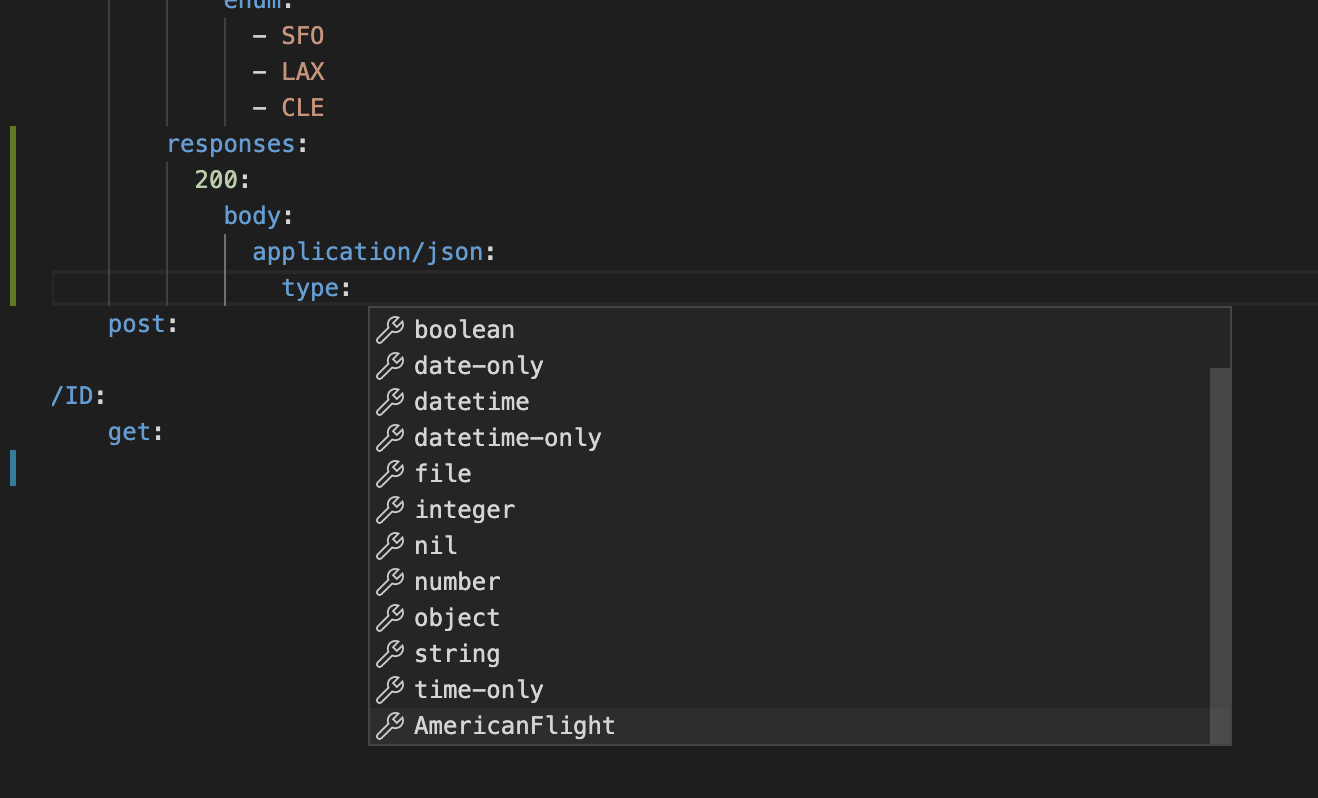 enum:
- SFO
- LAX
- CLE
responses:
200:
body:
application/json:
type:
post:
/ID:
get:
boolean
date-only
datetime
datetime-only
file
integer
nil
number
object
string
time-only
AmericanFlight